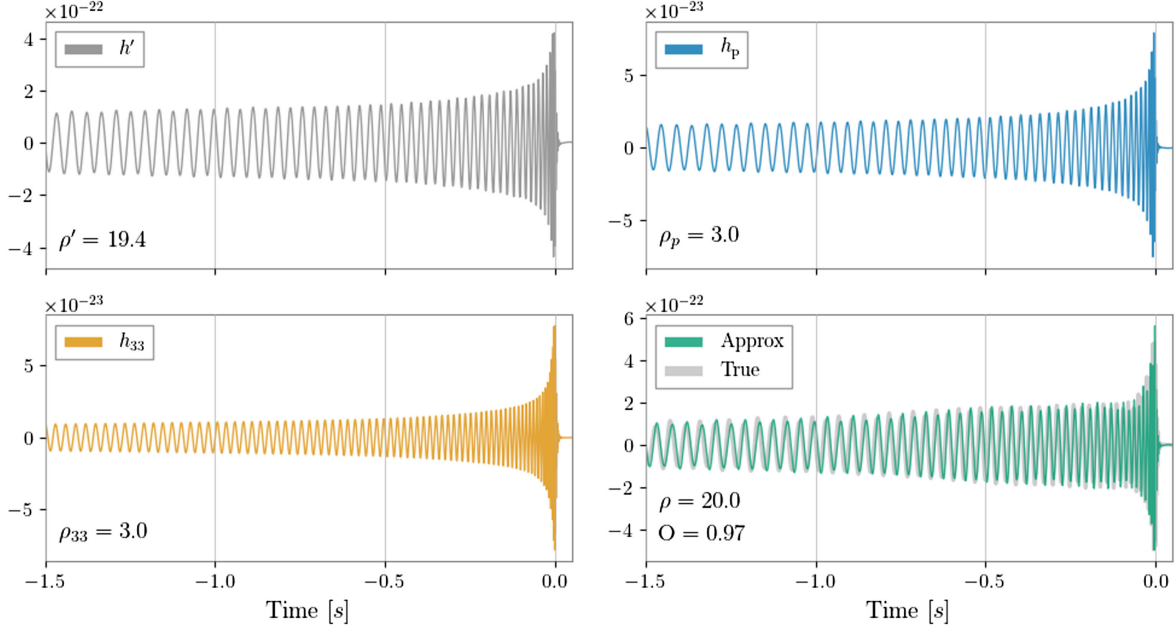 ×10⁻²²
4
2
0
−2
−4
h′
ρ′ = 19.4
×10⁻²³
5
0
−5
hₚ
ρₚ = 3.0
×10⁻²³
5
0
−5
h₃₃
ρ₃₃ = 3.0
−1.5 −1.0 −0.5 0.0
Time [s]
×10⁻²²
6
4
2
0
−2
−4
Approx
True
ρ = 20.0
O = 0.97
−1.5 −1.0 −0.5 0.0
Time [s]